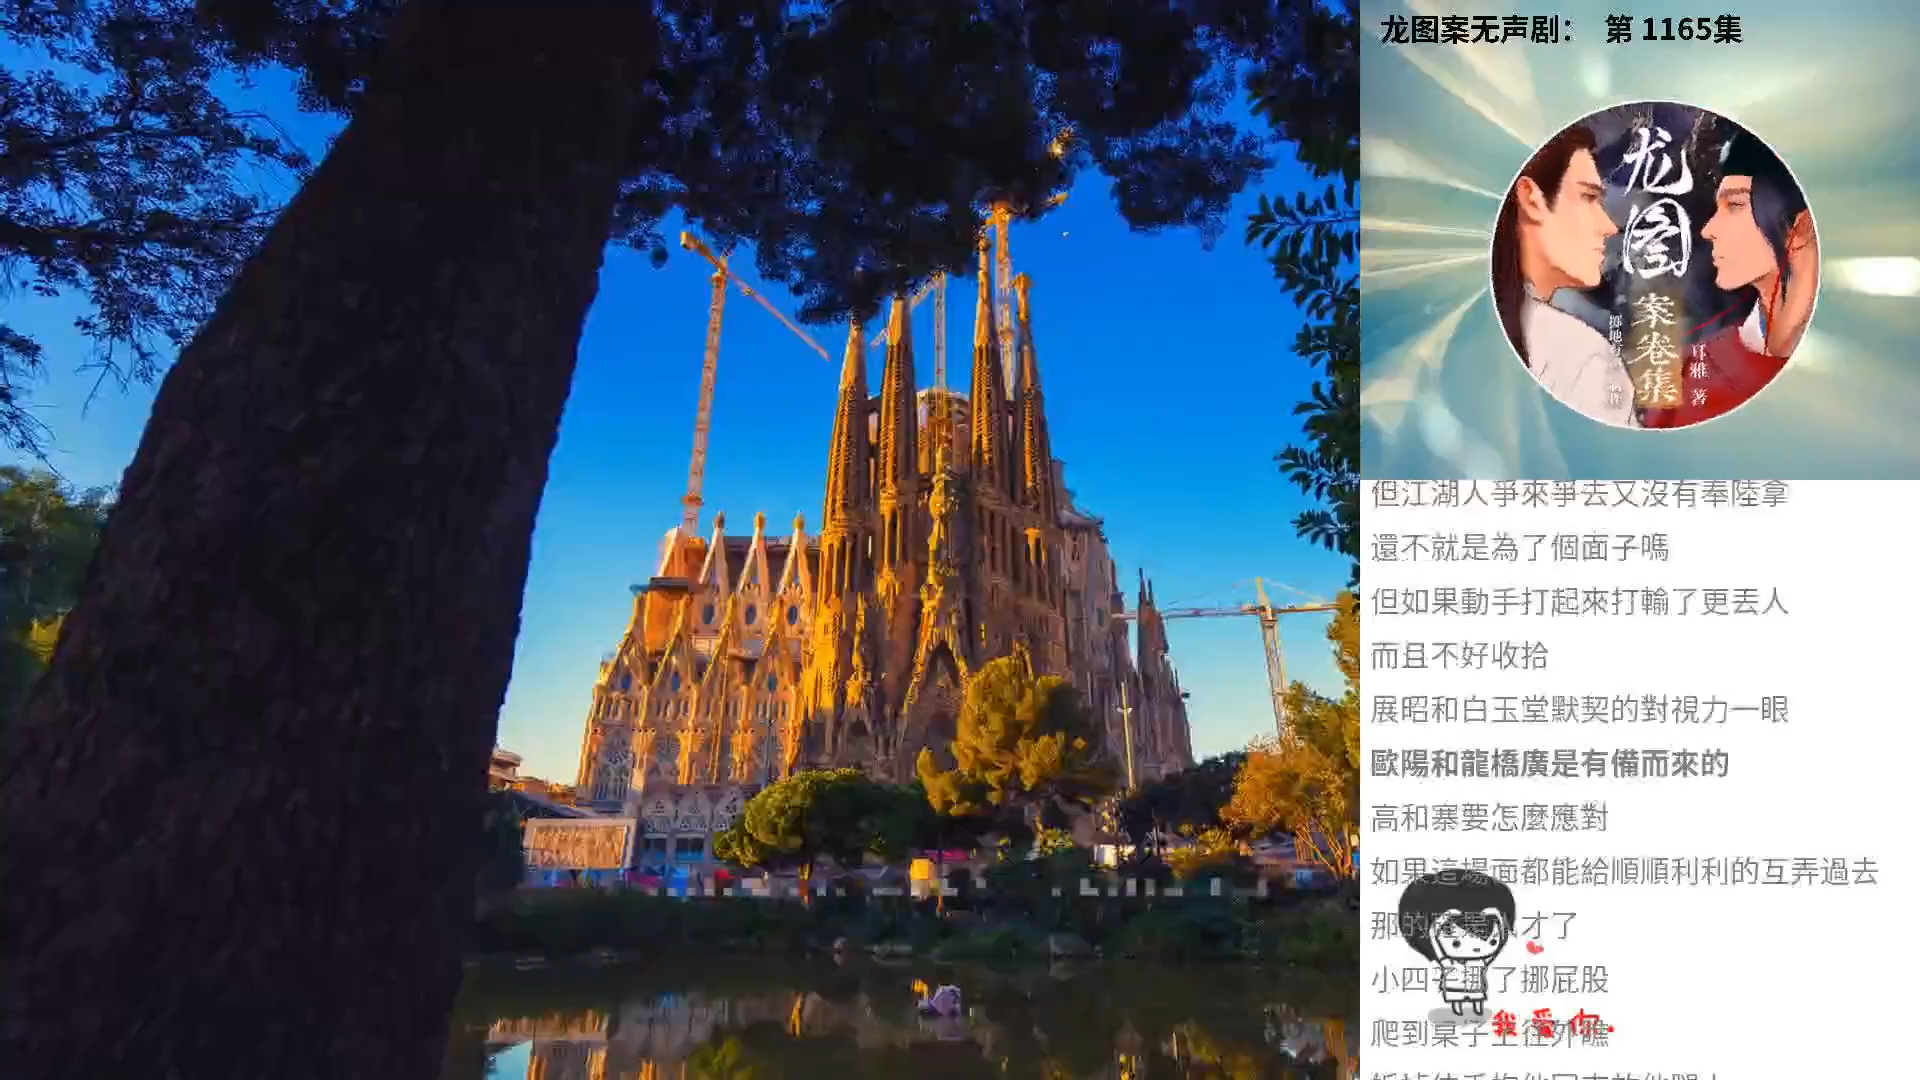 龙图案无声剧： 第 1165集
龙图
案卷集
耳雅 著
但江湖人爭來爭去又沒有奉陸拿
還不就是為了個面子嗎
但如果動手打起來打輸了更丟人
而且不好收拾
展昭和白玉堂默契的對視力一眼
歐陽和龍橋廣是有備而來的
高和寨要怎麼應對
如果這場面都能給順順利利的互弄過去
那的 才了
小四子挪了挪屁股
爬到桌子上往外瞧
我爱你.